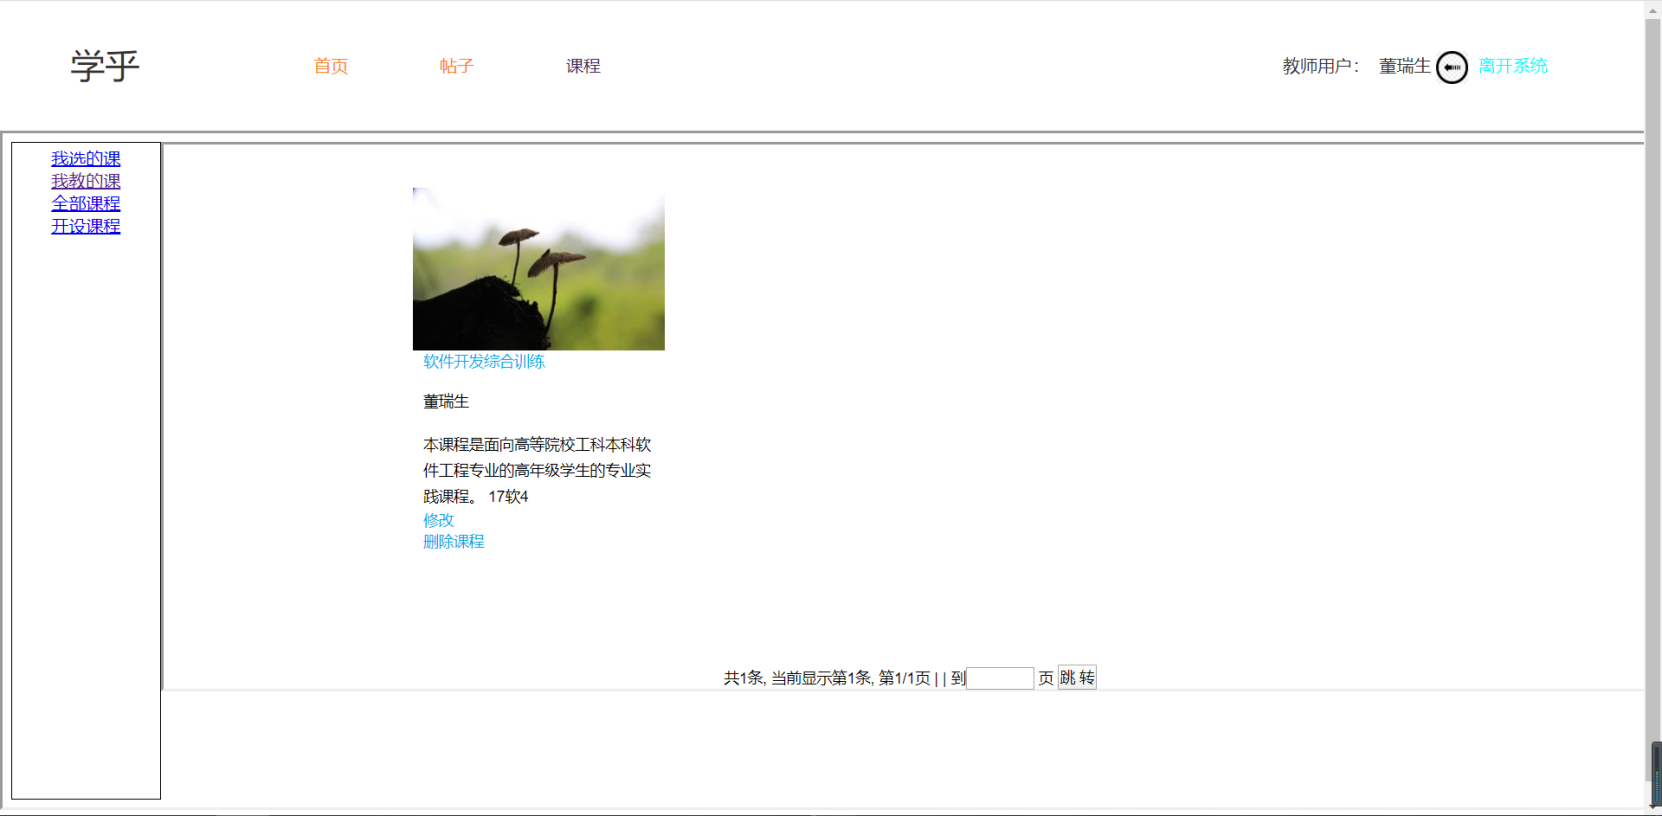 学乎
首页 帖子 课程
教师用户： 董瑞生 离开系统
我选的课
我教的课
全部课程
开设课程
软件开发综合训练
董瑞生
本课程是面向高等院校工科本科软
件工程专业的高年级学生的专业实
践课程。 17软4
修改
删除课程
共1条, 当前显示第1条, 第1/1页 | | 到 页 跳 转